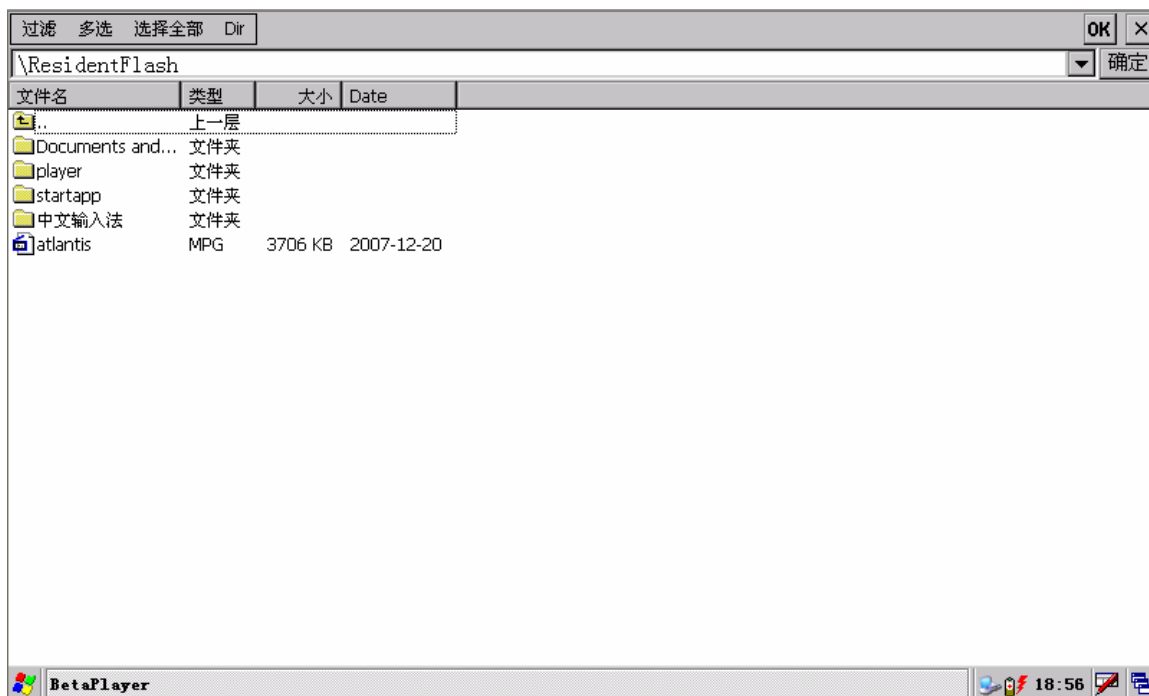 过滤 多选 选择全部 Dir OK ×
\ResidentFlash 确定
文件名 类型 大小 Date
.. 上一层
Documents and... 文件夹
player 文件夹
startapp 文件夹
中文输入法 文件夹
atlantis MPG 3706 KB 2007-12-20
BetaPlayer 18:56